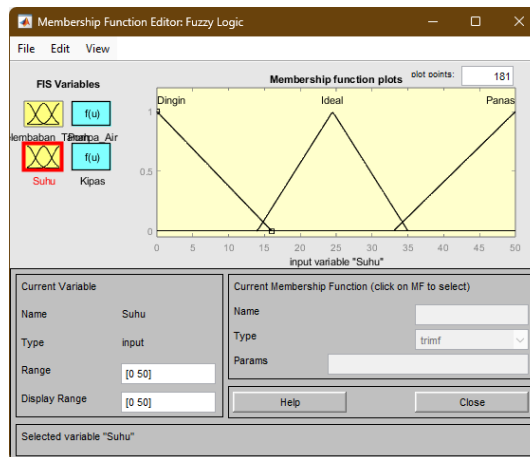 Membership Function Editor: Fuzzy Logic
File Edit View
FIS Variables
f(u)
f(u)
Suhu Kipas
Membership function plots
plot points: 181
Dingin Ideal Panas
1
0.5
0
0 5 10 15 20 25 30 35 40 45 50
input variable "Suhu"
Current Variable
Name Suhu
Type input
Range [0 50]
Display Range [0 50]
Current Membership Function (click on MF to select)
Name
Type trimf
Params
Help Close
Selected variable "Suhu"